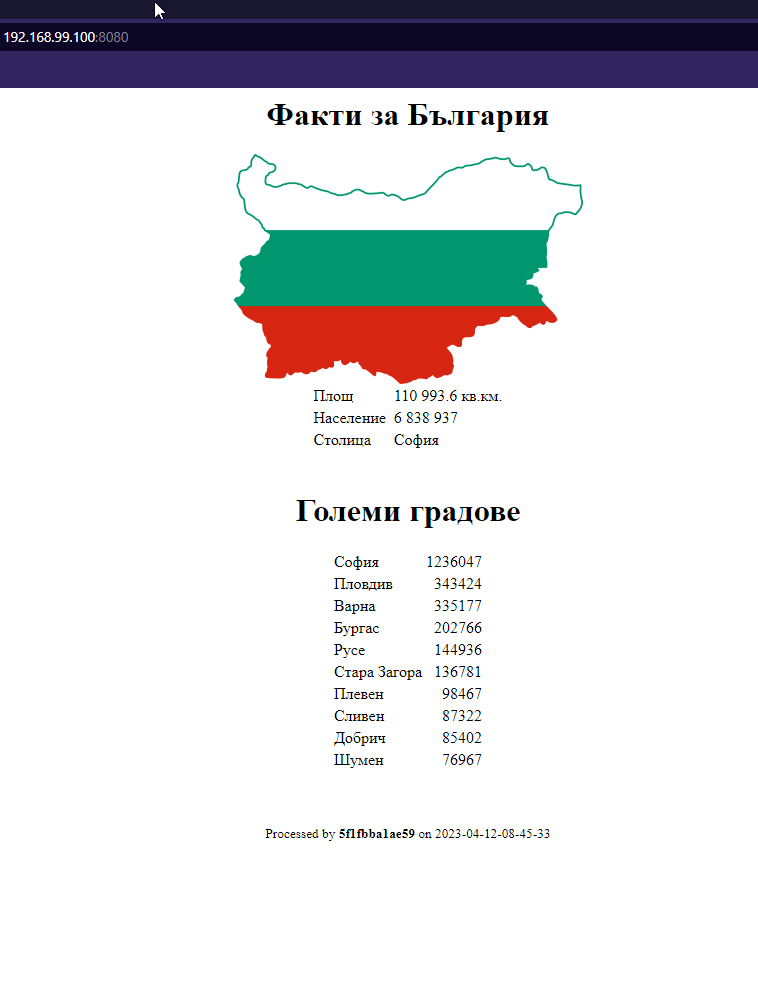 192.168.99.100:8080
Факти за България
Площ 110 993.6 кв.км.
Население 6 838 937
Столица София
Големи градове
София 1236047
Пловдив 343424
Варна 335177
Бургас 202766
Русе 144936
Стара Загора 136781
Плевен 98467
Сливен 87322
Добрич 85402
Шумен 76967
Processed by 5f1fbba1ae59 on 2023-04-12-08-45-33